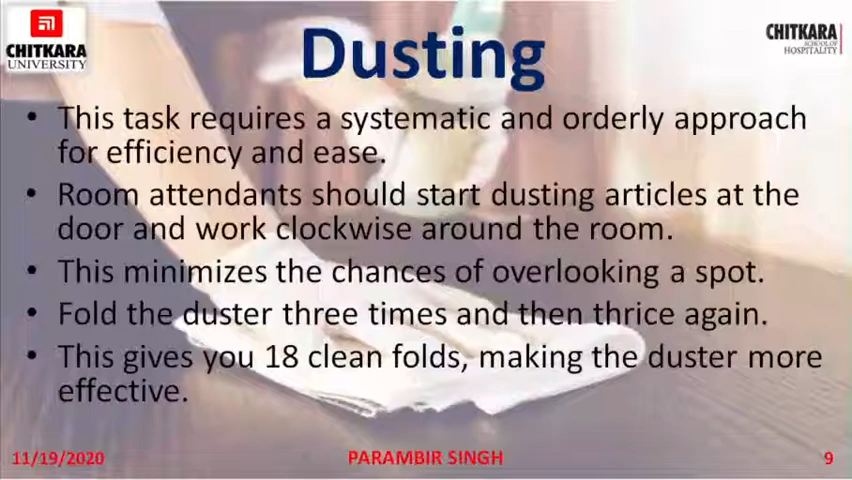 CHITKARA
UNIVERSITY
Dusting
CHITKARA
SCHOOL OF
HOSPITALITY
• This task requires a systematic and orderly approach
for efficiency and ease.
• Room attendants should start dusting articles at the
door and work clockwise around the room.
• This minimizes the chances of overlooking a spot.
• Fold the duster three times and then thrice again.
• This gives you 18 clean folds, making the duster more
effective.
11/19/2020 PARAMBIR SINGH 9